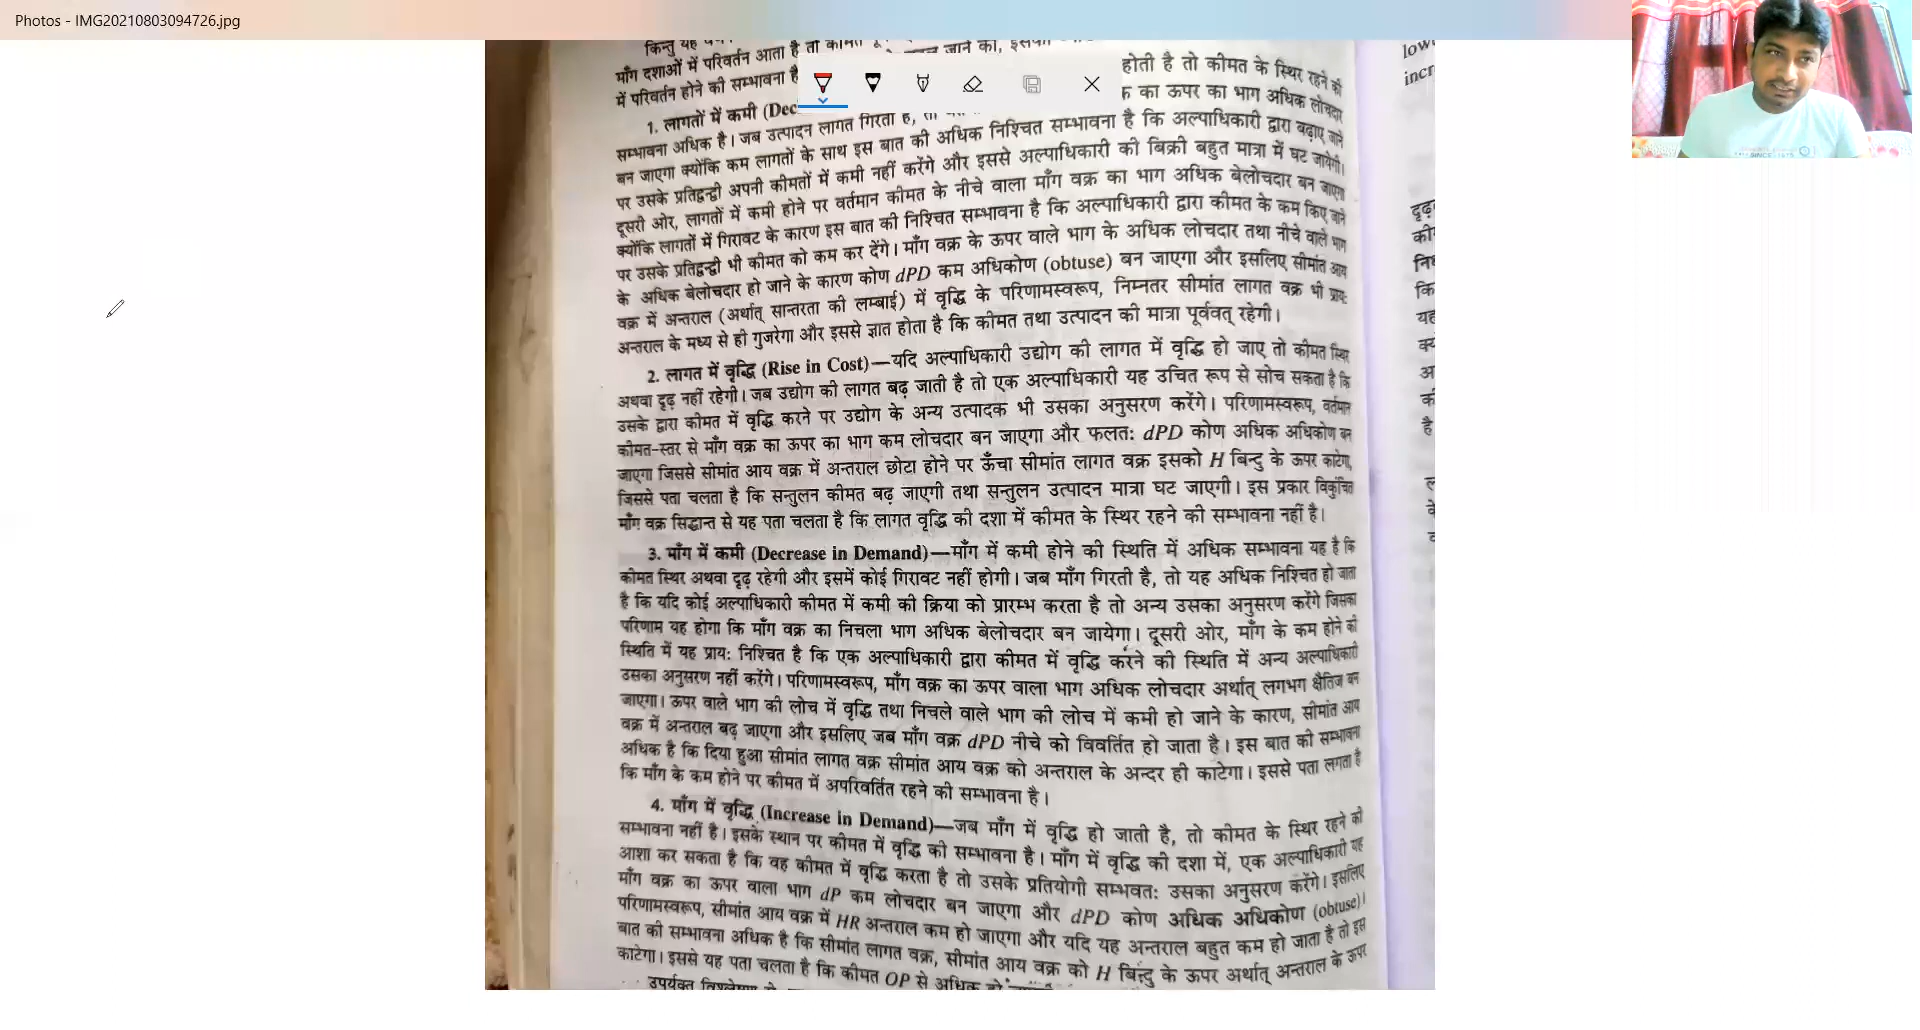 Photos - IMG20210803094726.jpg
किन्तु यह
माँग दशाओं में परिवर्तन आता है तो कीमत
जाने का,
में परिवर्तन होने की सम्भावना है
होती है तो कीमत के स्थिर रहने की
1. लागतों में कमी (Dec
सम्भावना अधिक है। जब उत्पादन लागत गिरता है, तो
का ऊपर का भाग अधिक लोचदार
बन जाएगा क्योंकि कम लागतों के साथ इस बात की अधिक निश्चित सम्भावना है कि अल्पाधिकारी द्वारा बढ़ाए जाने
पर उसके प्रतिद्वन्द्वी अपनी कीमतों में कमी नहीं करेंगे और इससे अल्पाधिकारी की बिक्री बहुत मात्रा में घट जायेगी।
दूसरी ओर, लागतों में कमी होने पर वर्तमान कीमत के नीचे वाला माँग वक्र का भाग अधिक बेलोचदार बन जाएगा
क्योंकि लागतों में गिरावट के कारण इस बात की निश्चित सम्भावना है कि अल्पाधिकारी द्वारा कीमत के कम किए जाने
पर उसके प्रतिद्वन्द्वी भी कीमत को कम कर देंगे। माँग वक्र के ऊपर वाले भाग के अधिक लोचदार तथा नीचे वाले भाग
के अधिक बेलोचदार हो जाने के कारण कोण dPD कम अधिकोण (obtuse) बन जाएगा और इसलिए सीमांत आय
वक्र में अन्तराल (अर्थात् सान्तरता की लम्बाई) में वृद्धि के परिणामस्वरूप, निम्नतर सीमांत लागत वक्र भी प्राय:
अन्तराल के मध्य से ही गुजरेगा और इससे ज्ञात होता है कि कीमत तथा उत्पादन की मात्रा पूर्ववत् रहेगी।
2. लागत में वृद्धि (Rise in Cost)—यदि अल्पाधिकारी उद्योग की लागत में वृद्धि हो जाए तो कीमत स्थिर
अथवा दृढ़ नहीं रहेगी। जब उद्योग की लागत बढ़ जाती है तो एक अल्पाधिकारी यह उचित रूप से सोच सकता है कि
उसके द्वारा कीमत में वृद्धि करने पर उद्योग के अन्य उत्पादक भी उसका अनुसरण करेंगे। परिणामस्वरूप, वर्तमान
कीमत-स्तर से माँग वक्र का ऊपर का भाग कम लोचदार बन जाएगा और फलत: dPD कोण अधिक अधिकोण बन
जाएगा जिससे सीमांत आय वक्र में अन्तराल छोटा होने पर ऊँचा सीमांत लागत वक्र इसको H बिन्दु के ऊपर काटेगा,
जिससे पता चलता है कि सन्तुलन कीमत बढ़ जाएगी तथा सन्तुलन उत्पादन मात्रा घट जाएगी। इस प्रकार विकुंचित
माँग वक्र सिद्धान्त से यह पता चलता है कि लागत वृद्धि की दशा में कीमत के स्थिर रहने की सम्भावना नहीं है।
3. माँग में कमी (Decrease in Demand)—माँग में कमी होने की स्थिति में अधिक सम्भावना यह है कि
कीमत स्थिर अथवा दृढ़ रहेगी और इसमें कोई गिरावट नहीं होगी। जब माँग गिरती है, तो यह अधिक निश्चित हो जाता
है कि यदि कोई अल्पाधिकारी कीमत में कमी की क्रिया को प्रारम्भ करता है तो अन्य उसका अनुसरण करेंगे जिसका
परिणाम यह होगा कि माँग वक्र का निचला भाग अधिक बेलोचदार बन जायेगा। दूसरी ओर, माँग के कम होने की
स्थिति में यह प्राय: निश्चित है कि एक अल्पाधिकारी द्वारा कीमत में वृद्धि करने की स्थिति में अन्य अल्पाधिकारी
उसका अनुसरण नहीं करेंगे। परिणामस्वरूप, माँग वक्र का ऊपर वाला भाग अधिक लोचदार अर्थात् लगभग क्षैतिज बन
जाएगा। ऊपर वाले भाग की लोच में वृद्धि तथा निचले वाले भाग की लोच में कमी हो जाने के कारण, सीमांत आय
वक्र में अन्तराल बढ़ जाएगा और इसलिए जब माँग वक्र dPD नीचे को विवर्तित हो जाता है। इस बात की सम्भावना
अधिक है कि दिया हुआ सीमांत लागत वक्र सीमांत आय वक्र को अन्तराल के अन्दर ही काटेगा। इससे पता लगता है
कि माँग के कम होने पर कीमत में अपरिवर्तित रहने की सम्भावना है।
4. माँग में वृद्धि (Increase in Demand)—जब माँग में वृद्धि हो जाती है, तो कीमत के स्थिर रहने की
सम्भावना नहीं है। इसके स्थान पर कीमत में वृद्धि की सम्भावना है। माँग में वृद्धि की दशा में, एक अल्पाधिकारी यह
आशा कर सकता है कि वह कीमत में वृद्धि करता है तो उसके प्रतियोगी सम्भवत: उसका अनुसरण करेंगे। इसलिए
माँग वक्र का ऊपर वाला भाग dP कम लोचदार बन जाएगा और dPD कोण अधिक अधिकोण (obtuse)।
परिणामस्वरूप, सीमांत आय वक्र में HR अन्तराल कम हो जाएगा और यदि यह अन्तराल बहुत कम हो जाता है तो इस
बात की सम्भावना अधिक है कि सीमांत लागत वक्र, सीमांत आय वक्र को H बिन्दु के ऊपर अर्थात् अन्तराल के ऊपर
काटेगा। इससे यह पता चलता है कि कीमत OP से अधिक हो
उपर्युक्त विश्लेषण से
lowe
incr
SINCE 1975